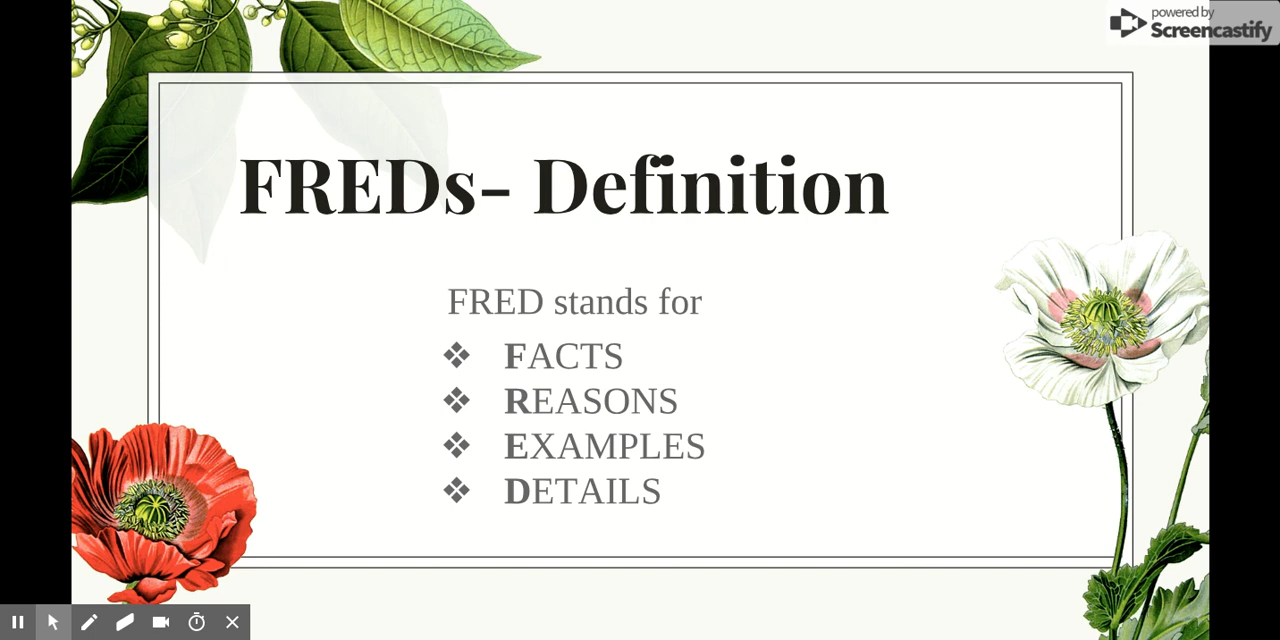 powered by
Screencastify
FREDs- Definition
FRED stands for
❖ FACTS
❖ REASONS
❖ EXAMPLES
❖ DETAILS